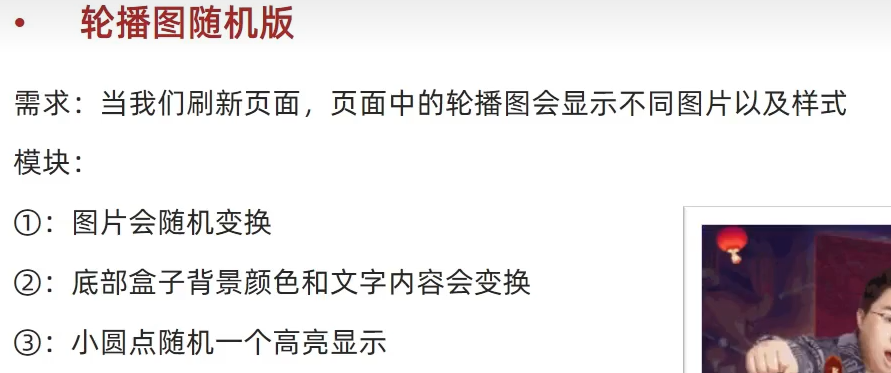 • 轮播图随机版
需求：当我们刷新页面，页面中的轮播图会显示不同图片以及样式
模块：
①：图片会随机变换
②：底部盒子背景颜色和文字内容会变换
③：小圆点随机一个高亮显示